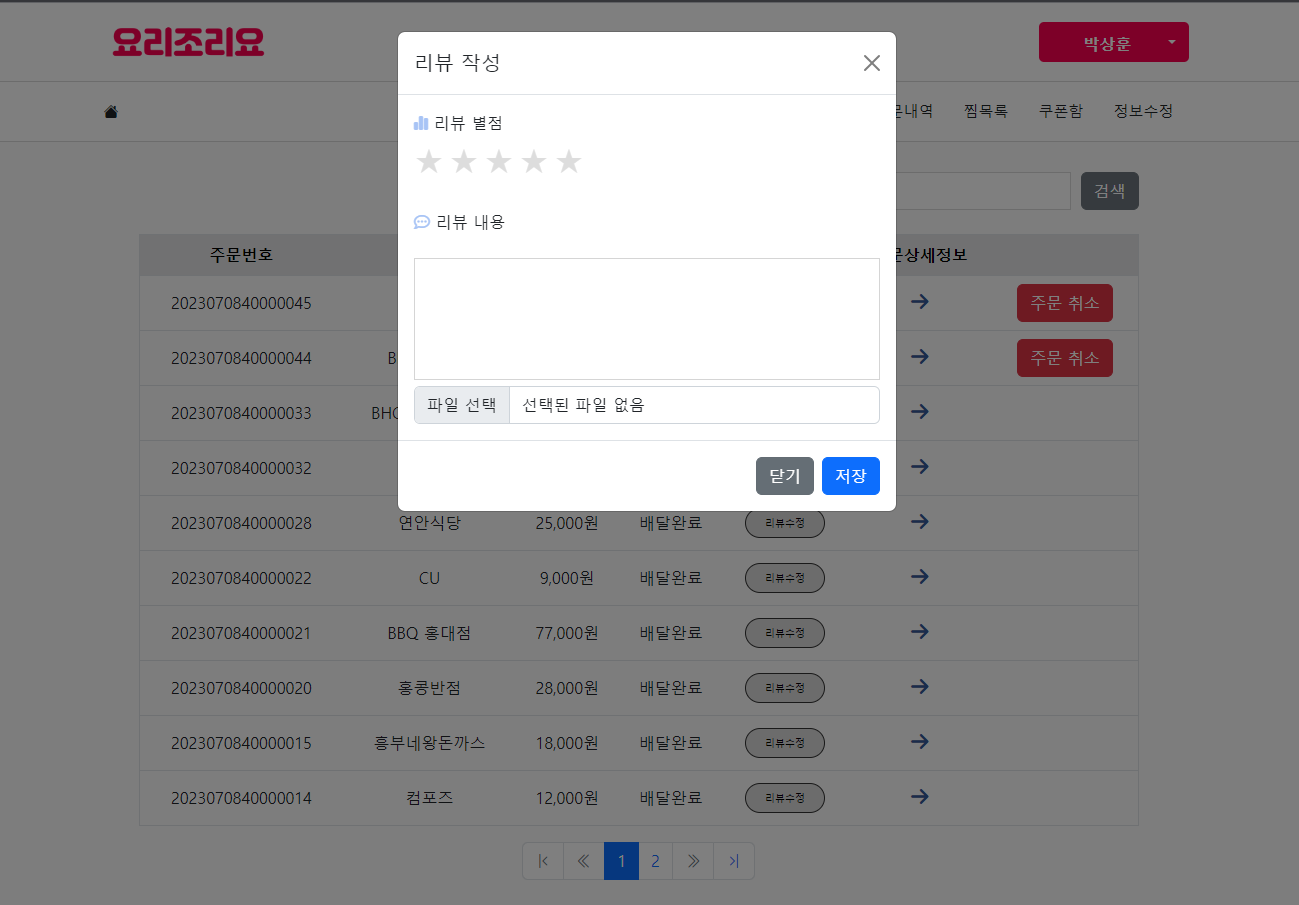 요리조리요
박상훈
리뷰 작성
문내역 찜목록 쿠폰함 정보수정
리뷰 별점
리뷰 내용
파일 선택 선택된 파일 없음
닫기 저장
검색
주문번호 문상세정보
2023070840000045 주문 취소
2023070840000044 B 주문 취소
2023070840000033 BHC
2023070840000032
2023070840000028 연안식당 25,000원 배달완료 리뷰수정
2023070840000022 CU 9,000원 배달완료 리뷰수정
2023070840000021 BBQ 홍대점 77,000원 배달완료 리뷰수정
2023070840000020 홍콩반점 28,000원 배달완료 리뷰수정
2023070840000015 흥부네왕돈까스 18,000원 배달완료 리뷰수정
2023070840000014 컴포즈 12,000원 배달완료 리뷰수정
1 2